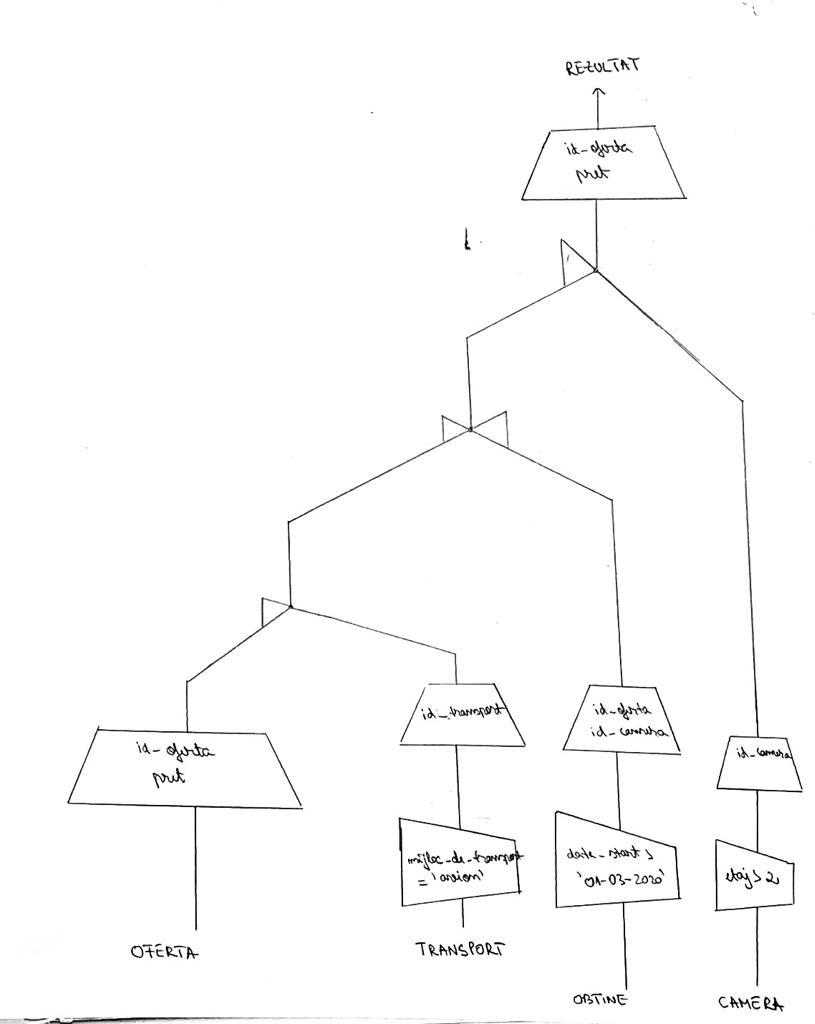 REZULTAT
id_oferta
pret
id_transport
id_oferta
id_camera
id_oferta
pret
id_camera
mijloc_de_transport
= 'avion'
date_start >
'01-03-2020'
etaj > 2
OFERTA
TRANSPORT
OBTINE
CAMERA